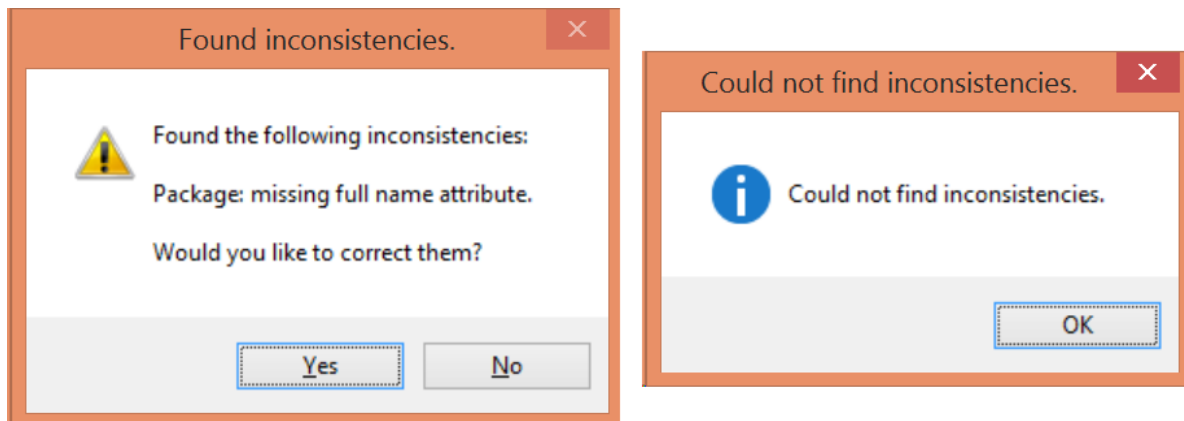 Found inconsistencies.
Found the following inconsistencies:
Package: missing full name attribute.
Would you like to correct them?
Yes
No
Could not find inconsistencies.
Could not find inconsistencies.
OK